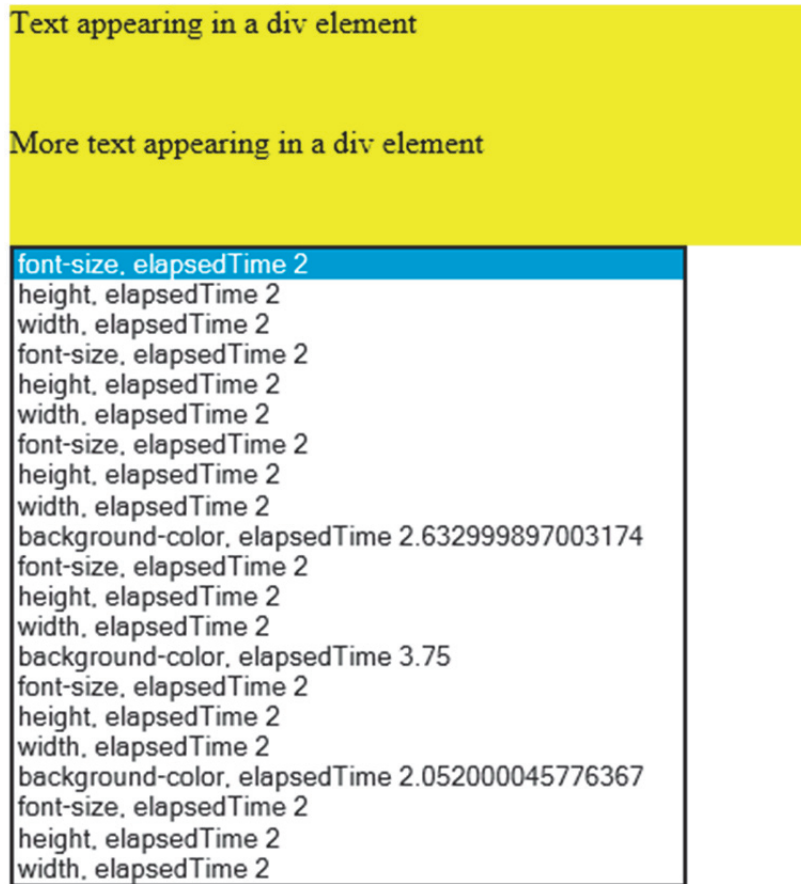 Text appearing in a div element
More text appearing in a div element
font-size, elapsedTime 2
height, elapsedTime 2
width, elapsedTime 2
font-size, elapsedTime 2
height, elapsedTime 2
width, elapsedTime 2
font-size, elapsedTime 2
height, elapsedTime 2
width, elapsedTime 2
background-color, elapsedTime 2.632999897003174
font-size, elapsedTime 2
height, elapsedTime 2
width, elapsedTime 2
background-color, elapsedTime 3.75
font-size, elapsedTime 2
height, elapsedTime 2
width, elapsedTime 2
background-color, elapsedTime 2.052000045776367
font-size, elapsedTime 2
height, elapsedTime 2
width, elapsedTime 2